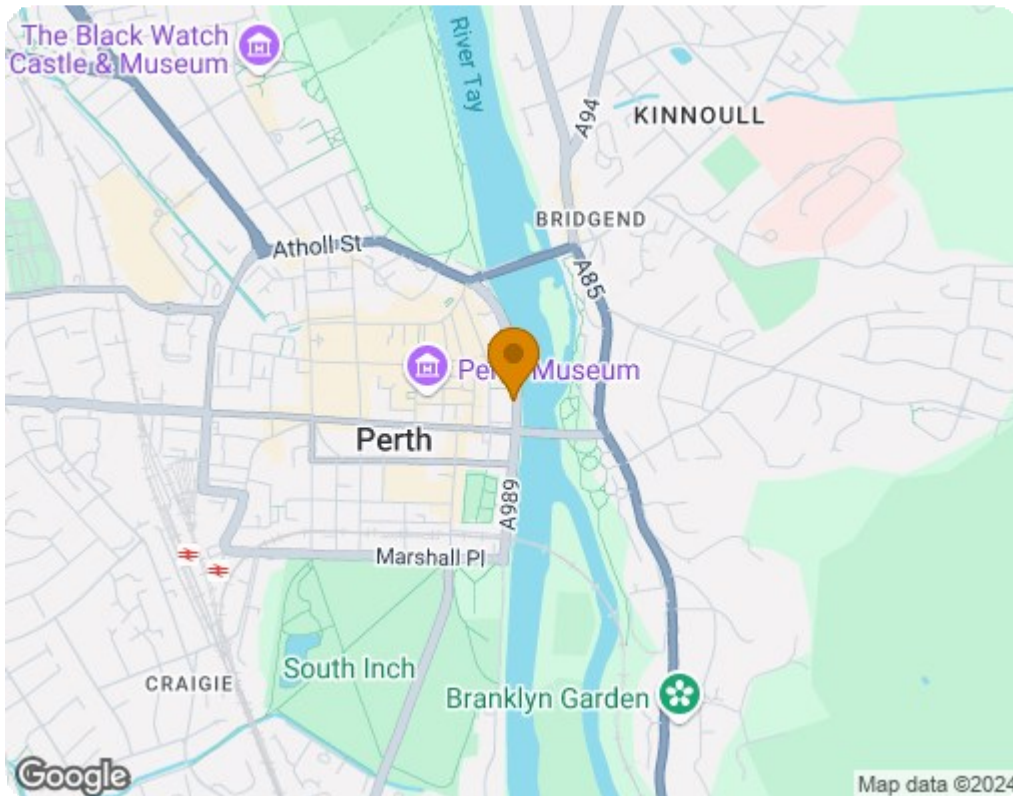 The Black Watch
Castle & Museum
River Tay
A94
KINNOULL
BRIDGEND
Atholl St
A85
Museum
Perth
A989
Marshall Pl
South Inch
CRAIGIE
Branklyn Garden
Google
Map data ©2024